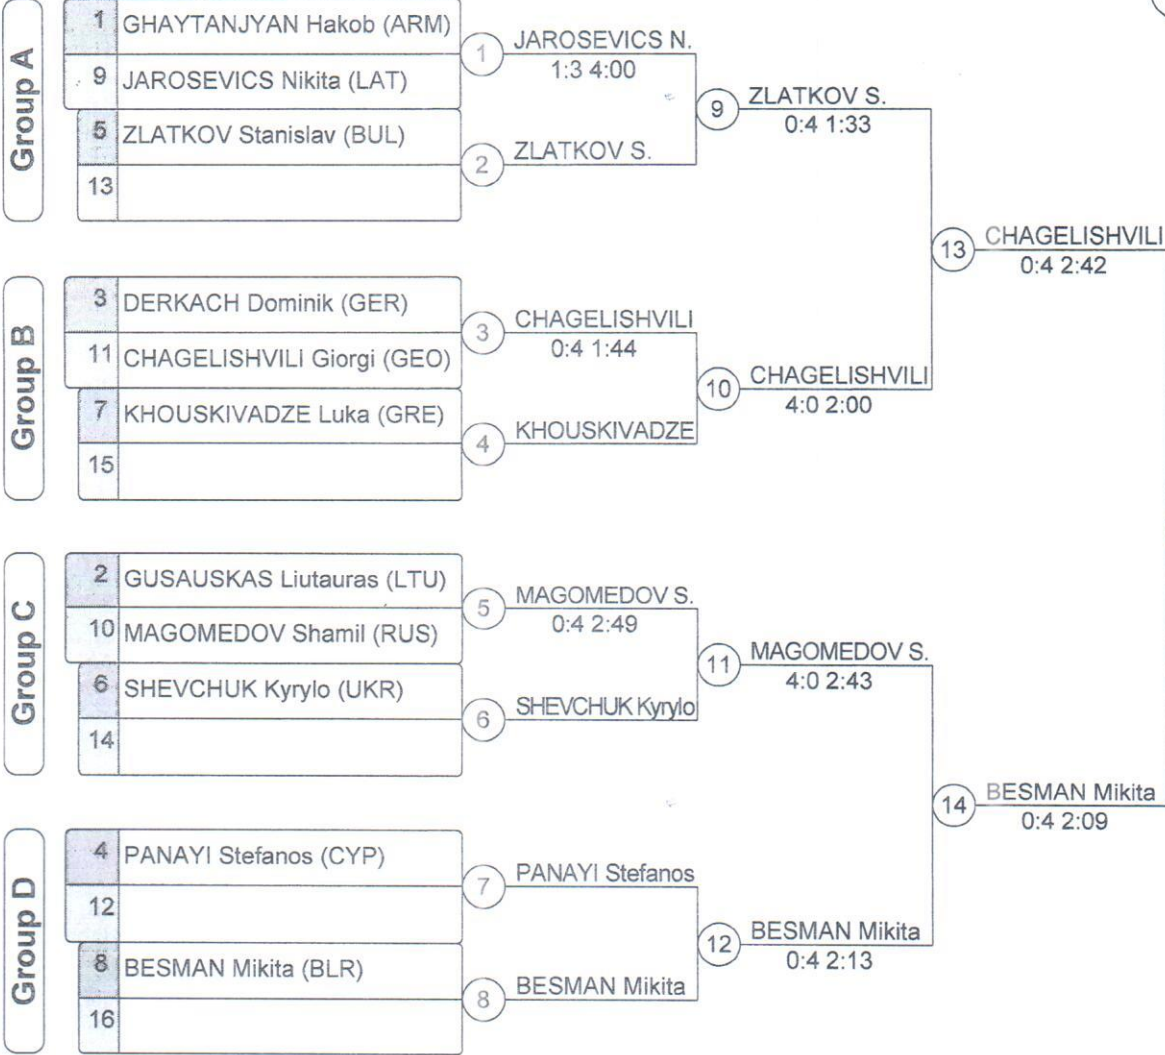 Group A
1 GHAYTANJYAN Hakob (ARM)
9 JAROSEVICS Nikita (LAT)
5 ZLATKOV Stanislav (BUL)
13
1 JAROSEVICS N.
1:3 4:00
2 ZLATKOV S.
9 ZLATKOV S.
0:4 1:33
Group B
3 DERKACH Dominik (GER)
11 CHAGELISHVILI Giorgi (GEO)
7 KHOUSKIVADZE Luka (GRE)
15
3 CHAGELISHVILI
0:4 1:44
4 KHOUSKIVADZE
10 CHAGELISHVILI
4:0 2:00
13 CHAGELISHVILI
0:4 2:42
Group C
2 GUSAUSKAS Liutauras (LTU)
10 MAGOMEDOV Shamil (RUS)
6 SHEVCHUK Kyrylo (UKR)
14
5 MAGOMEDOV S.
0:4 2:49
6 SHEVCHUK Kyrylo
11 MAGOMEDOV S.
4:0 2:43
Group D
4 PANAYI Stefanos (CYP)
12
8 BESMAN Mikita (BLR)
16
7 PANAYI Stefanos
8 BESMAN Mikita
12 BESMAN Mikita
0:4 2:13
14 BESMAN Mikita
0:4 2:09